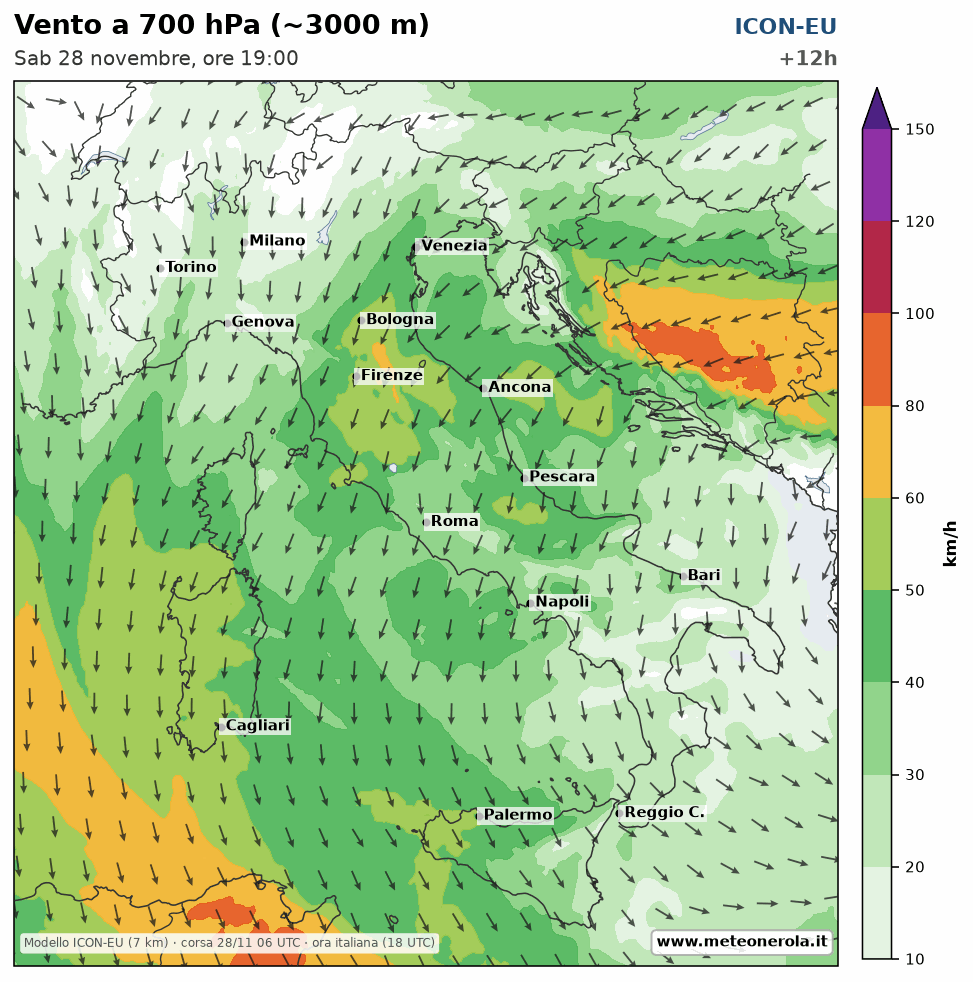 Vento a 700 hPa (~3000 m)
ICON-EU
Sab 28 novembre, ore 19:00
+12h
Milano
Venezia
Torino
Genova
Bologna
Firenze
Ancona
Pescara
Roma
Bari
Napoli
Cagliari
Palermo
Reggio C.
Modello ICON-EU (7 km) · corsa 28/11 06 UTC · ora italiana (18 UTC)
www.meteonerola.it
150
120
100
80
60
50
40
30
20
10
km/h